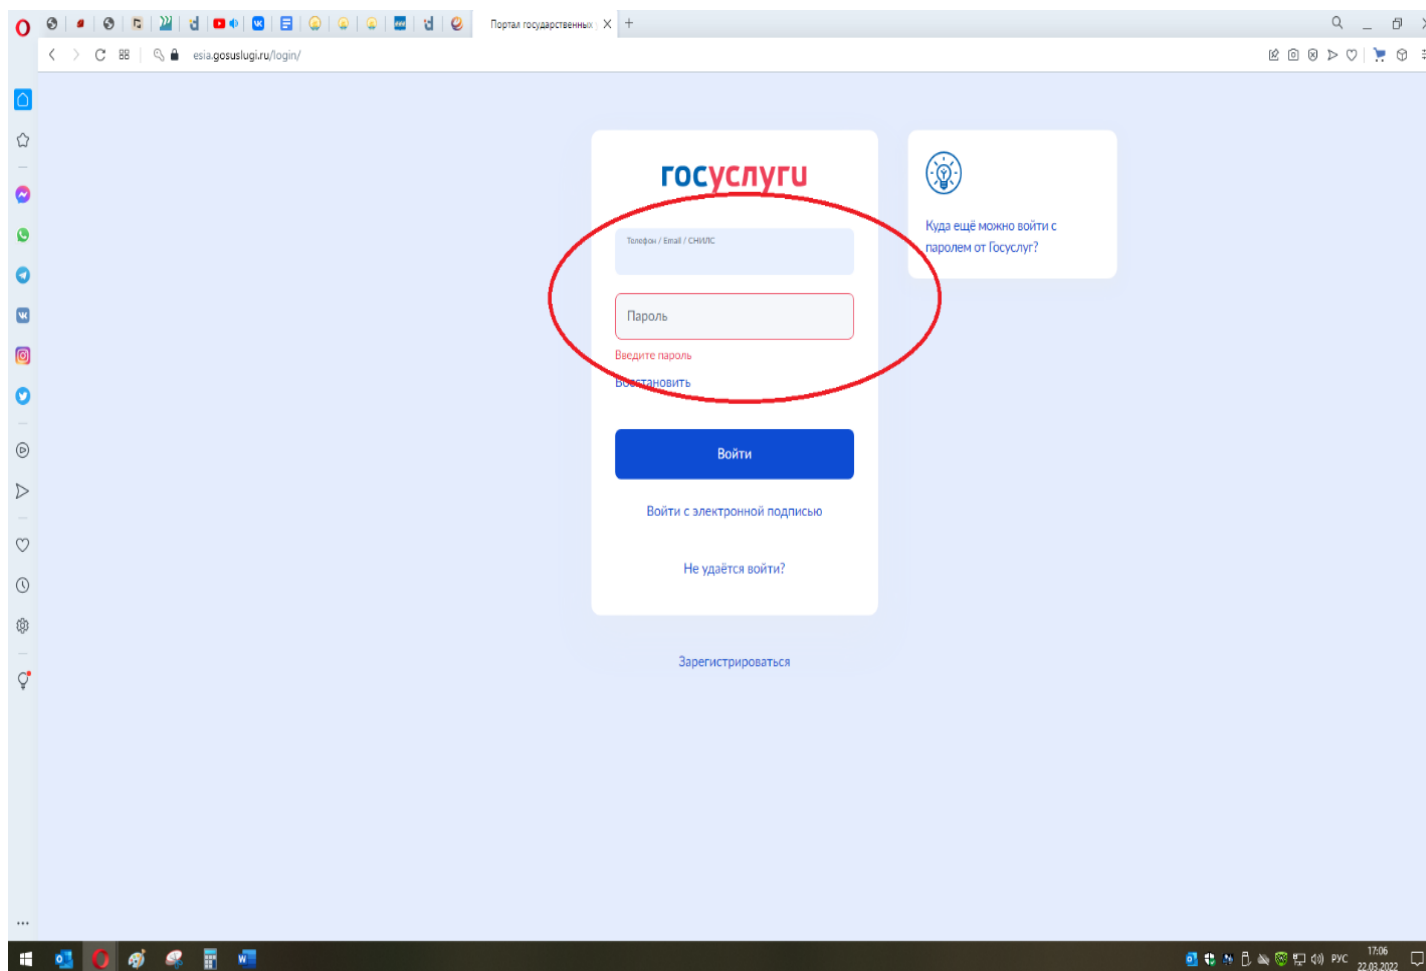 Портал государственных у
esia.gosuslugi.ru/login/
госуслуги
Телефон / Email / СНИЛС
Пароль
Введите пароль
Восстановить
Войти
Войти с электронной подписью
Не удаётся войти?
Зарегистрироваться
Куда ещё можно войти с
паролем от Госуслуг?
РУС
17:06
22.03.2022